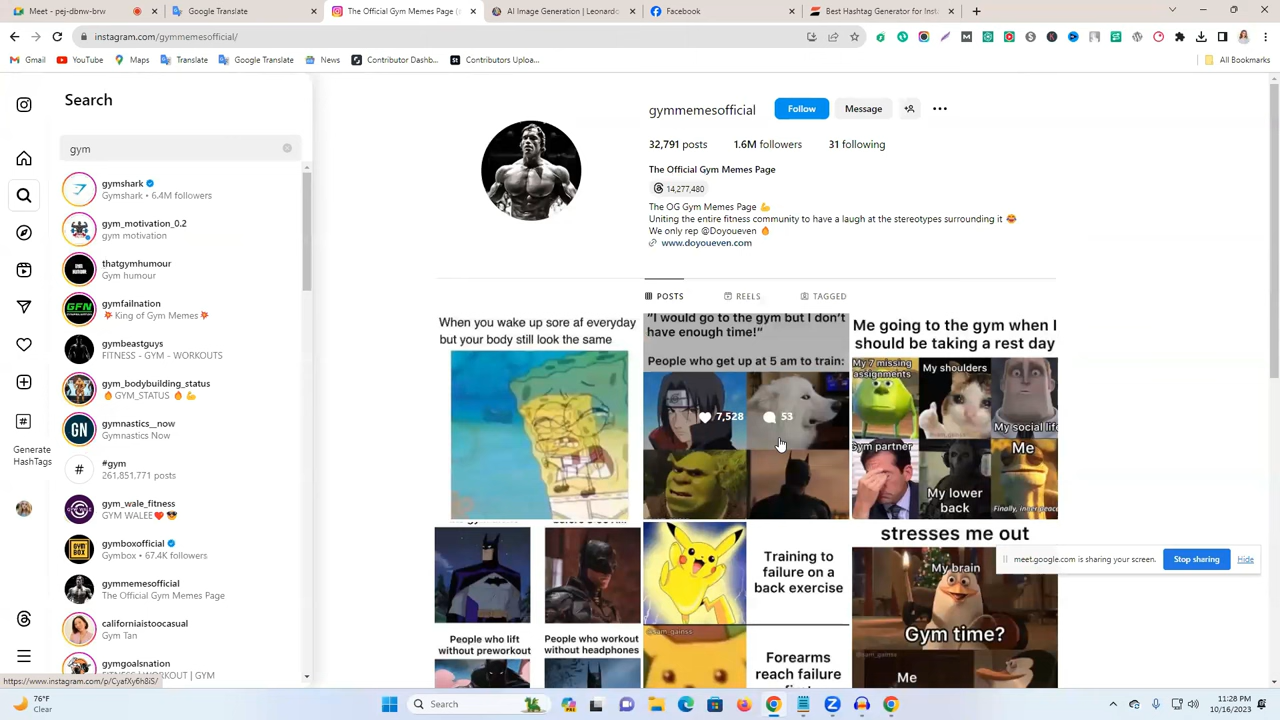 Meet - pej-jdbnw-brw
Google Translate
The Official Gym Memes Page (
AI Image Generation | Leonardo
Facebook
Best Hashtag Generator for Insta
instagram.com/gymmemesofficial/
Gmail
YouTube
Maps
Translate
Google Translate
News
Contributor Dashb...
Contributors Uploa...
All Bookmarks
Search
gym
gymshark
Gymshark • 6.4M followers
gym_motivation_0.2
gym motivation
thatgymhumour
Gym humour
gymfailnation
💥 King of Gym Memes💥
gymbeastguys
FITNESS - GYM - WORKOUTS
gym_bodybuilding_status
🔥GYM_STATUS 🔥💪
gymnastics__now
Gymnastics Now
#gym
261,851,771 posts
gym_wale_fitness
GYM WALEE❤️😎
gymboxofficial
Gymbox • 67.4K followers
gymmemesofficial
The Official Gym Memes Page
californiaistoocasual
Gym Tan
gymgoalsnation
FITNESS | WORKOUT | GYM
Generate
HashTags
gymmemesofficial
Follow
Message
32,791 posts
1.6M followers
31 following
The Official Gym Memes Page
14,277,480
The OG Gym Memes Page 💪
Uniting the entire fitness community to have a laugh at the stereotypes surrounding it 😂
We only rep @Doyoueven 🔥
www.doyoueven.com
POSTS
REELS
TAGGED
When you wake up sore af everyday
but your body still look the same
"I would go to the gym but I don't
have enough time!"
People who get up at 5 am to train:
7,528
53
Me going to the gym when I
should be taking a rest day
My 7 missing
assignments
My shoulders
My social life
Gym partner
My lower
back
Me
Finally, inner peace
People who lift
without preworkout
People who workout
without headphones
Training to
failure on a
back exercise
@sam_gainss
Forearms
reach failure
stresses me out
My brain
Gym time?
Me
meet.google.com is sharing your screen.
Stop sharing
Hide
https://www.instagram.com/p/CyafXy6haIG/
76°F
Clear
Search
11:28 PM
10/16/2023